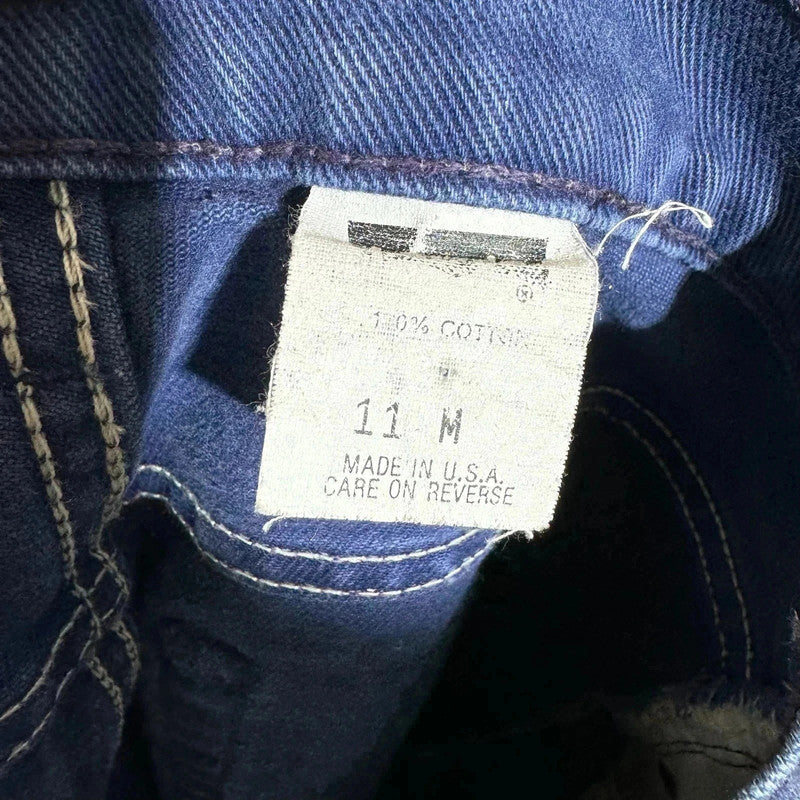 ®
100% COTTON
11 M
MADE IN U.S.A.
CARE ON REVERSE